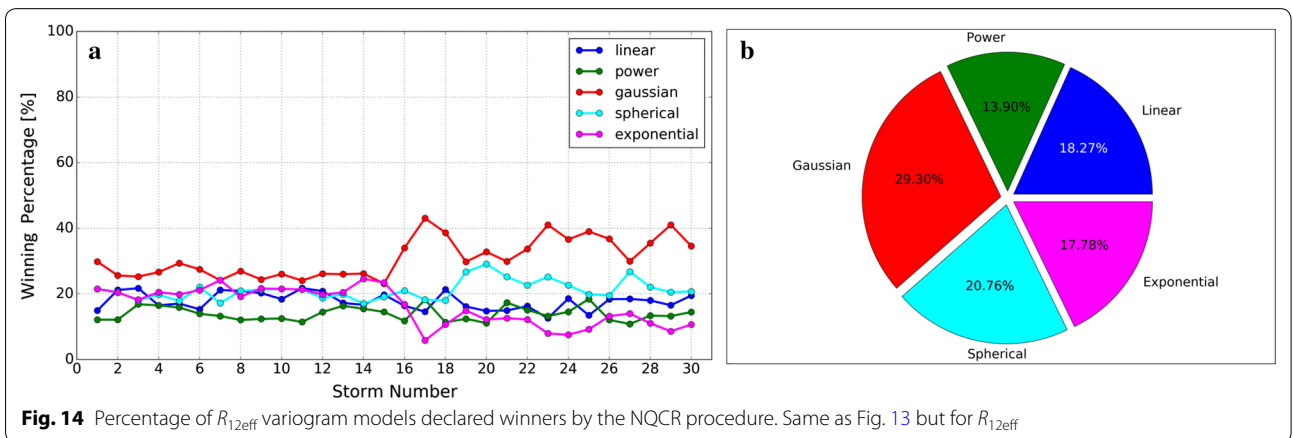 a
100
80
60
40
20
0
Winning Percentage [%]
0 2 4 6 8 10 12 14 16 18 20 22 24 26 28 30
Storm Number
linear
power
gaussian
spherical
exponential
b
Power
13.90%
Linear
18.27%
Gaussian
29.30%
Spherical
20.76%
Exponential
17.78%
Fig. 14 Percentage of R12eff variogram models declared winners by the NQCR procedure. Same as Fig. 13 but for R12eff